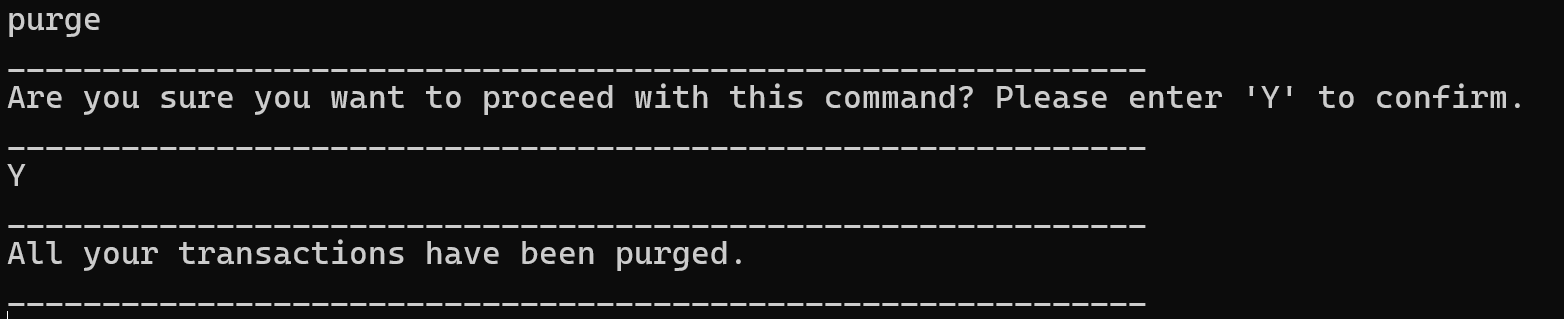 purge
____________________________________________________________
Are you sure you want to proceed with this command? Please enter 'Y' to confirm.
____________________________________________________________
Y
____________________________________________________________
All your transactions have been purged.
____________________________________________________________